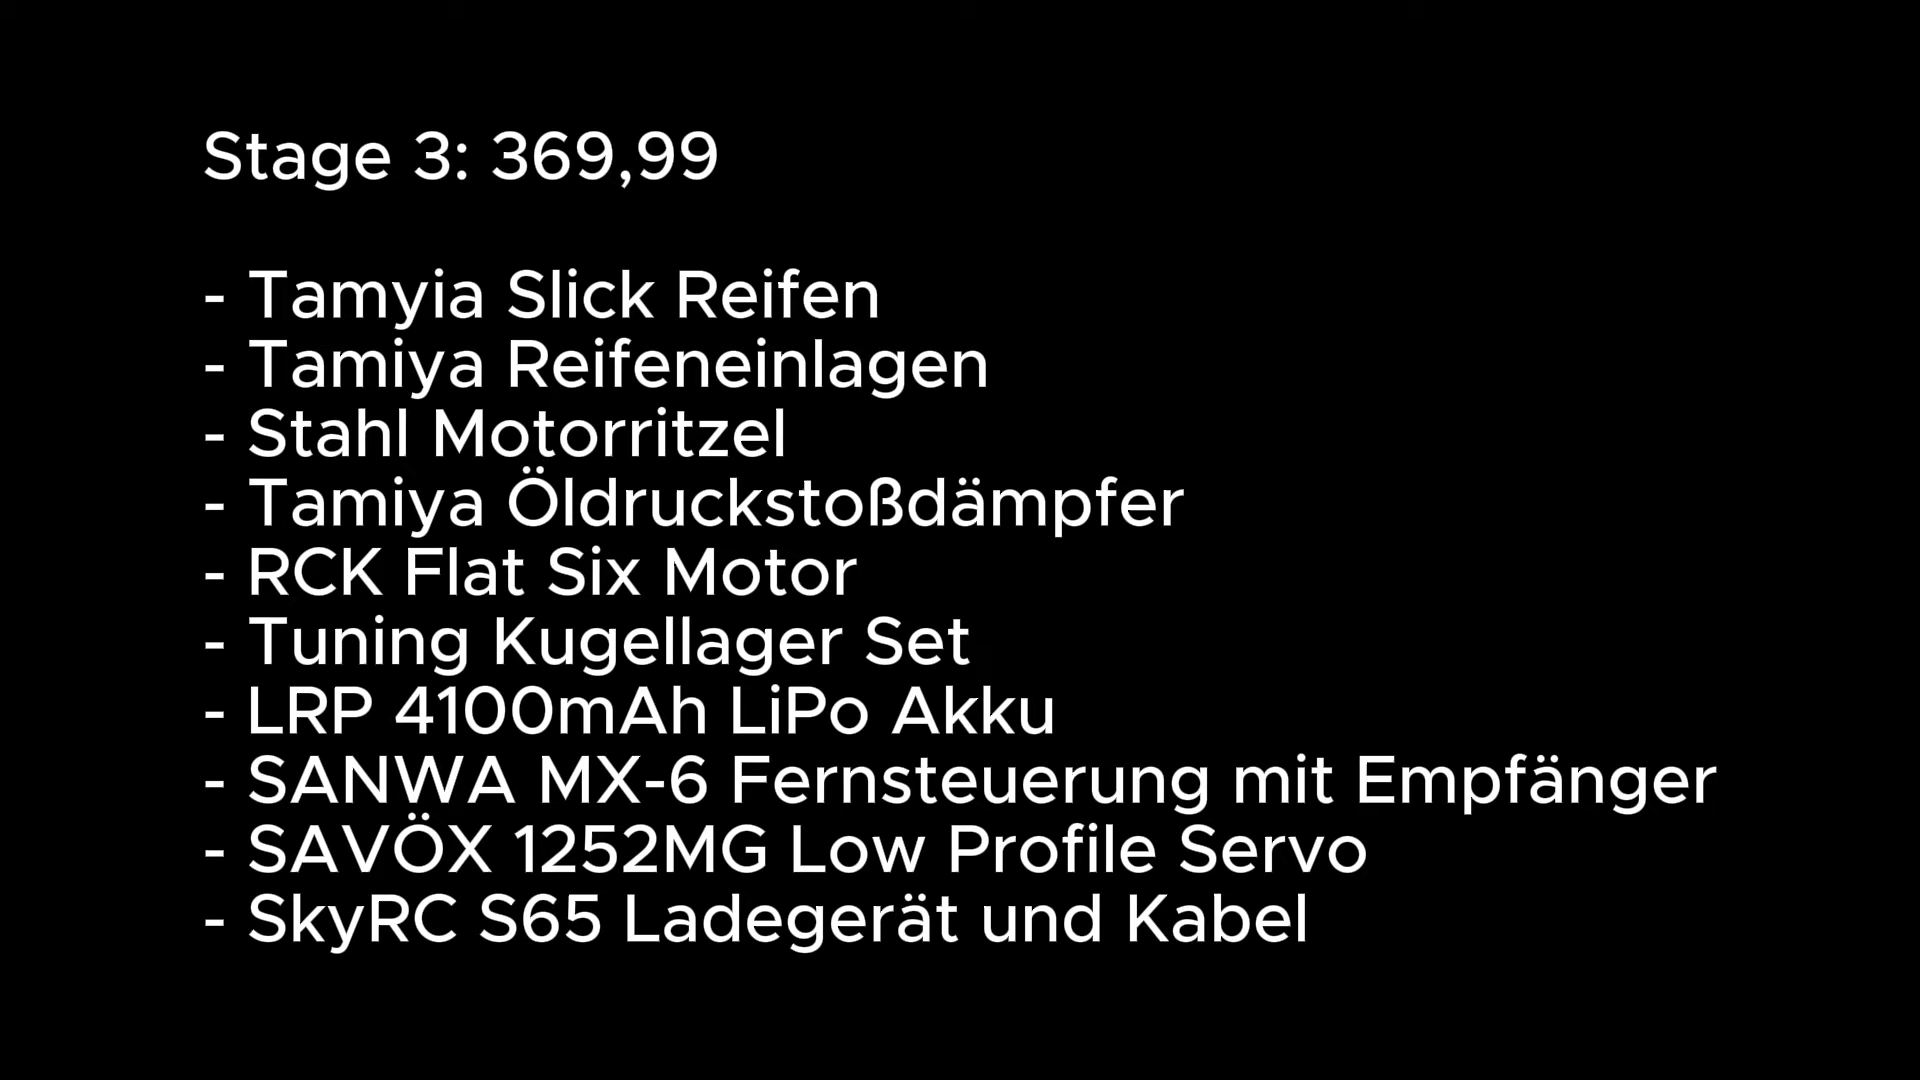 Stage 3: 369,99
- Tamyia Slick Reifen
- Tamiya Reifeneinlagen
- Stahl Motorritzel
- Tamiya Öldruckstoßdämpfer
- RCK Flat Six Motor
- Tuning Kugellager Set
- LRP 4100mAh LiPo Akku
- SANWA MX-6 Fernsteuerung mit Empfänger
- SAVÖX 1252MG Low Profile Servo
- SkyRC S65 Ladegerät und Kabel